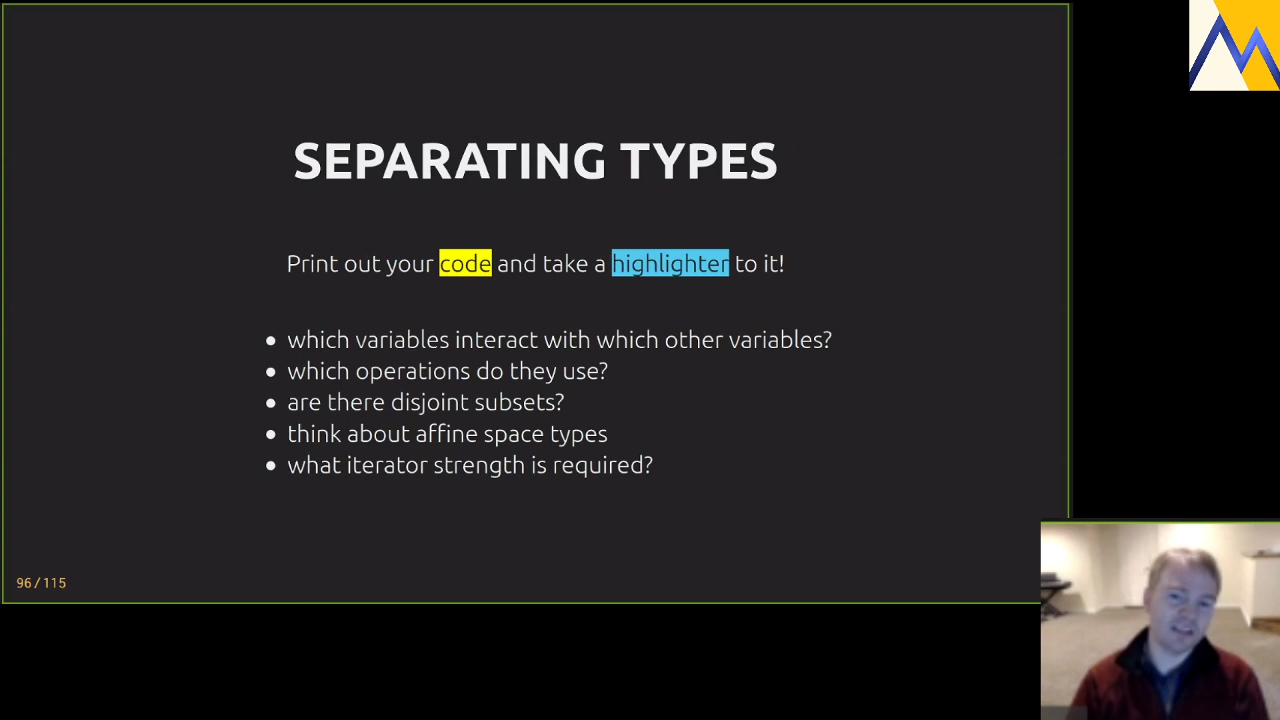 SEPARATING TYPES
Print out your code and take a highlighter to it!
• which variables interact with which other variables?
• which operations do they use?
• are there disjoint subsets?
• think about affine space types
• what iterator strength is required?
96 / 115